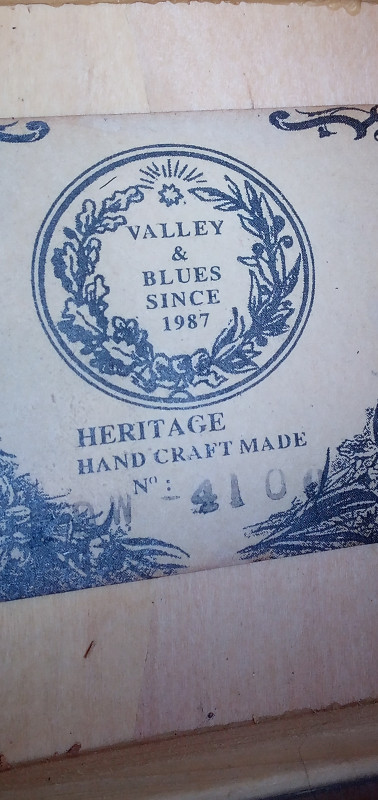 VALLEY
&
BLUES
SINCE
1987
HERITAGE
HAND CRAFT MADE
Nº :